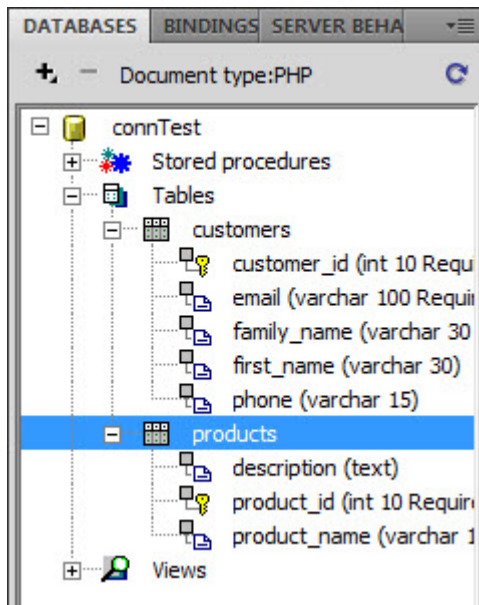 DATABASES BINDINGS SERVER BEHA
Document type:PHP
connTest
Stored procedures
Tables
customers
customer_id (int 10 Requi
email (varchar 100 Requir
family_name (varchar 30
first_name (varchar 30)
phone (varchar 15)
products
description (text)
product_id (int 10 Require
product_name (varchar 1
Views